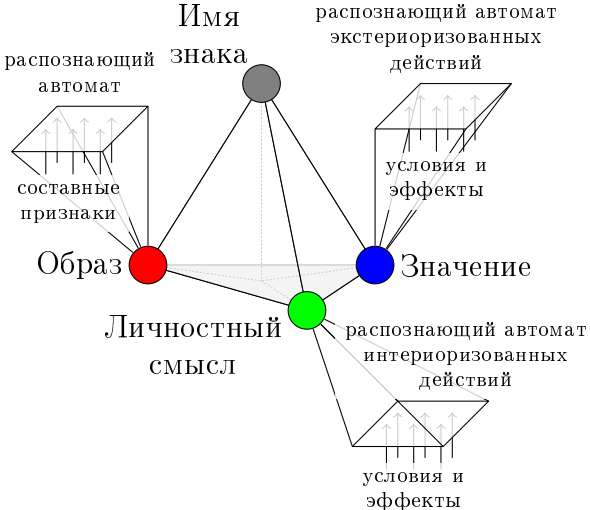 Имя
знака
распознающий автомат
экстериоризованных
действий
распознающий
автомат
условия и
эффекты
составные
признаки
Образ
Значение
Личностный
смысл
распознающий автомат
интериоризованных
действий
условия и
эффекты